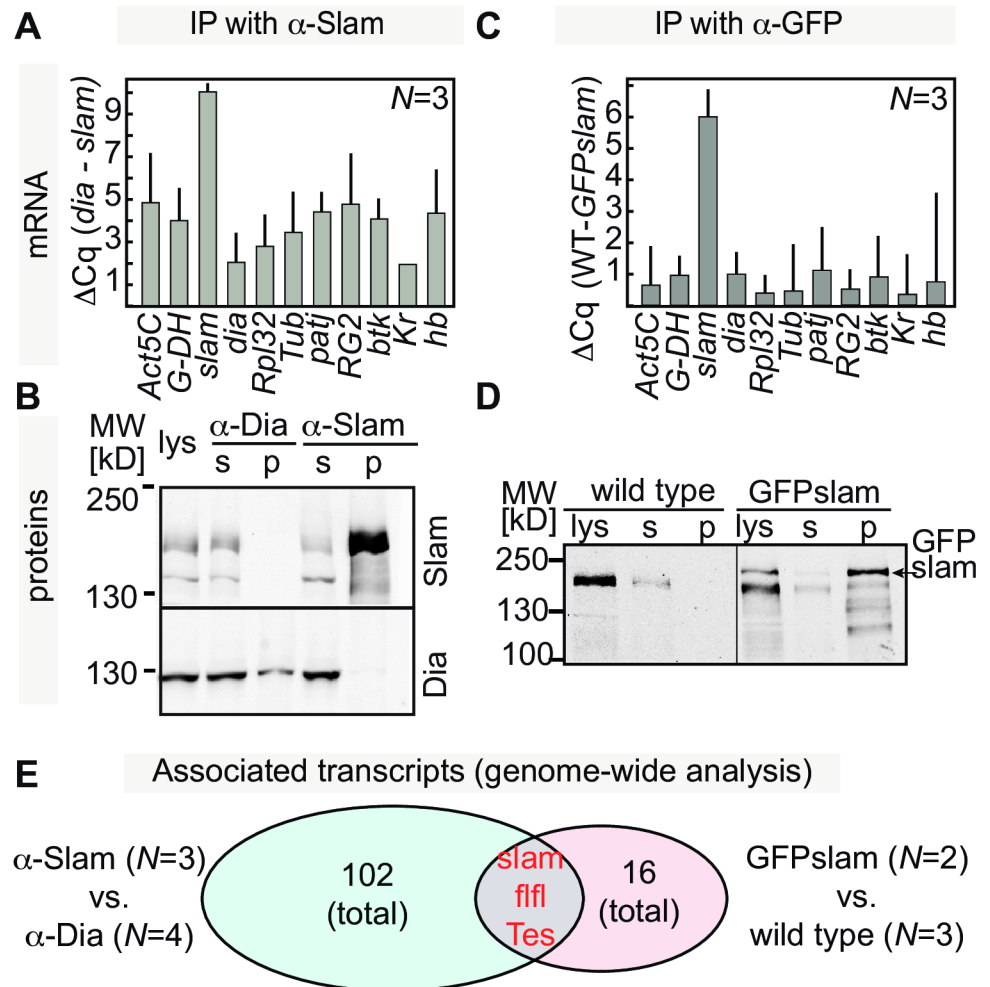 A
IP with α-Slam
mRNA
ΔCq (dia - slam)
9
7
5
3
1
N=3
Act5C
G-DH
slam
dia
Rpl32
Tub
patj
RG2
btk
Kr
hb
C
IP with α-GFP
ΔCq (WT-GFPslam)
6
5
4
3
2
1
N=3
Act5C
G-DH
slam
dia
Rpl32
Tub
patj
RG2
btk
Kr
hb
B
proteins
MW
[kD]
lys
α-Dia
α-Slam
s
p
s
p
250
130
Slam
130
Dia
D
MW
[kD]
wild type
GFPslam
lys
s
p
lys
s
p
250
130
100
GFP
slam
E
Associated transcripts (genome-wide analysis)
α-Slam (N=3)
vs.
α-Dia (N=4)
102
(total)
slam
flfl
Tes
16
(total)
GFPslam (N=2)
vs.
wild type (N=3)